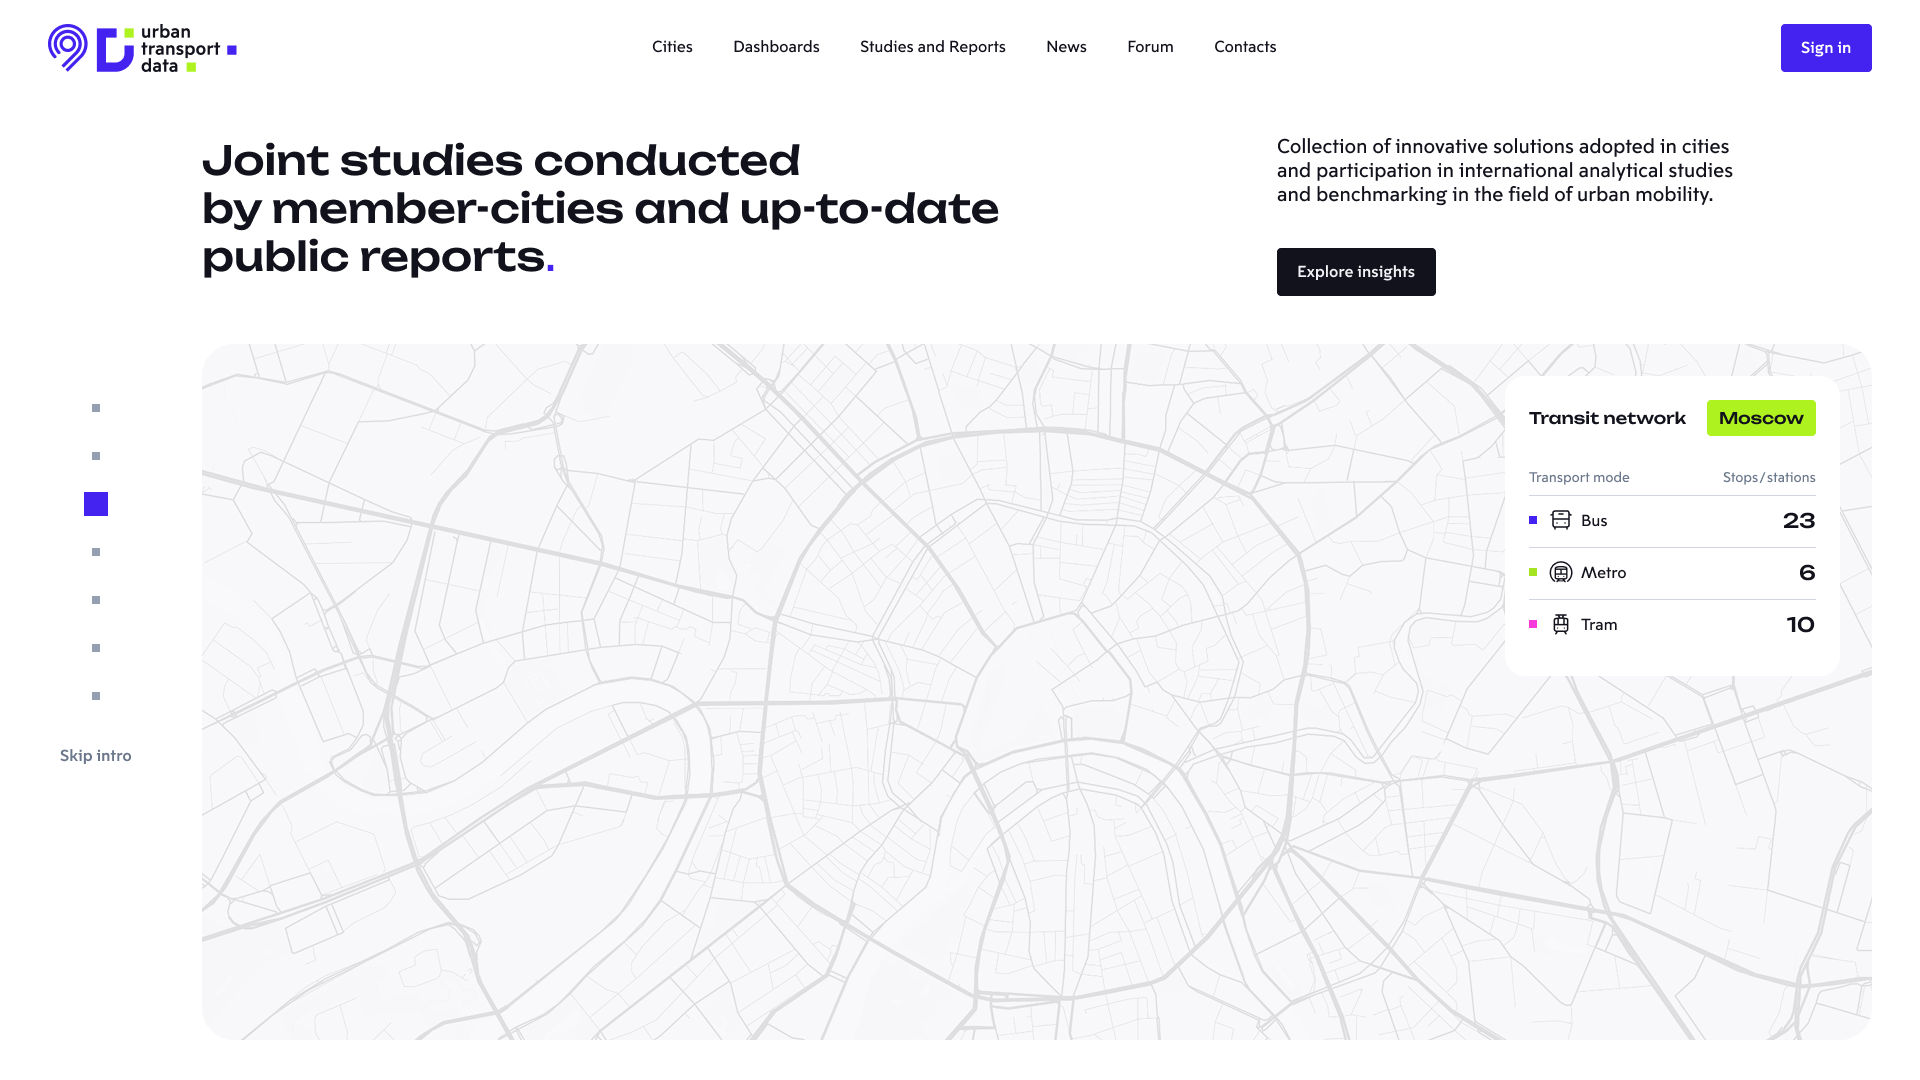 urban
transport
data
Cities
Dashboards
Studies and Reports
News
Forum
Contacts
Sign in
Joint studies conducted
by member-cities and up-to-date
public reports.
Collection of innovative solutions adopted in cities
and participation in international analytical studies
and benchmarking in the field of urban mobility.
Explore insights
Skip intro
Transit network Moscow
Transport mode Stops/stations
Bus 23
Metro 6
Tram 10